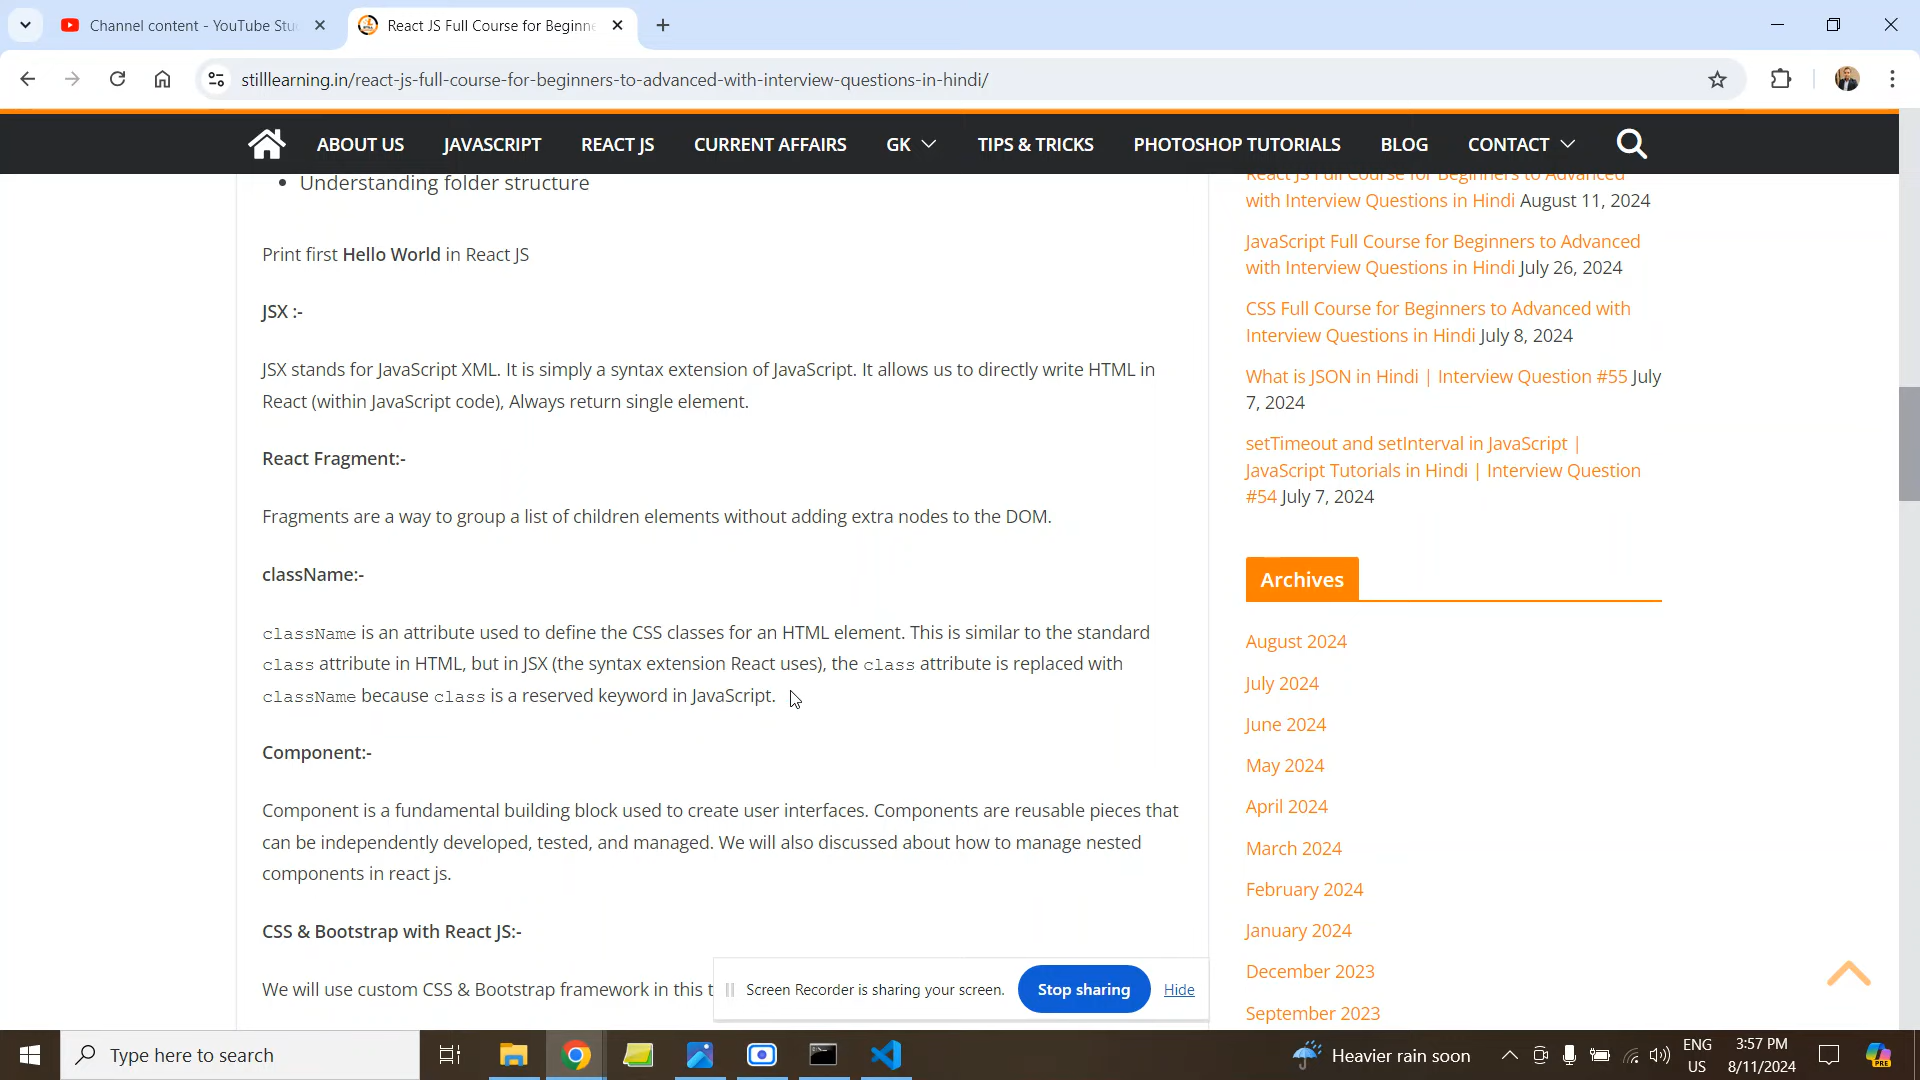 Channel content - YouTube Stu
React JS Full Course for Beginne
stilllearning.in/react-js-full-course-for-beginners-to-advanced-with-interview-questions-in-hindi/
ABOUT US
JAVASCRIPT
REACT JS
CURRENT AFFAIRS
GK
TIPS & TRICKS
PHOTOSHOP TUTORIALS
BLOG
CONTACT
• Understanding folder structure
Print first Hello World in React JS
JSX :-
JSX stands for JavaScript XML. It is simply a syntax extension of JavaScript. It allows us to directly write HTML in
React (within JavaScript code), Always return single element.
React Fragment:-
Fragments are a way to group a list of children elements without adding extra nodes to the DOM.
className:-
className is an attribute used to define the CSS classes for an HTML element. This is similar to the standard
class attribute in HTML, but in JSX (the syntax extension React uses), the class attribute is replaced with
className because class is a reserved keyword in JavaScript.
Component:-
Component is a fundamental building block used to create user interfaces. Components are reusable pieces that
can be independently developed, tested, and managed. We will also discussed about how to manage nested
components in react js.
CSS & Bootstrap with React JS:-
We will use custom CSS & Bootstrap framework in this t
React JS Full Course for Beginners to Advanced
with Interview Questions in Hindi August 11, 2024
JavaScript Full Course for Beginners to Advanced
with Interview Questions in Hindi July 26, 2024
CSS Full Course for Beginners to Advanced with
Interview Questions in Hindi July 8, 2024
What is JSON in Hindi | Interview Question #55 July
7, 2024
setTimeout and setInterval in JavaScript |
JavaScript Tutorials in Hindi | Interview Question
#54 July 7, 2024
Archives
August 2024
July 2024
June 2024
May 2024
April 2024
March 2024
February 2024
January 2024
December 2023
September 2023
Screen Recorder is sharing your screen.
Stop sharing
Hide
Type here to search
Heavier rain soon
ENG
US
3:57 PM
8/11/2024
PRE